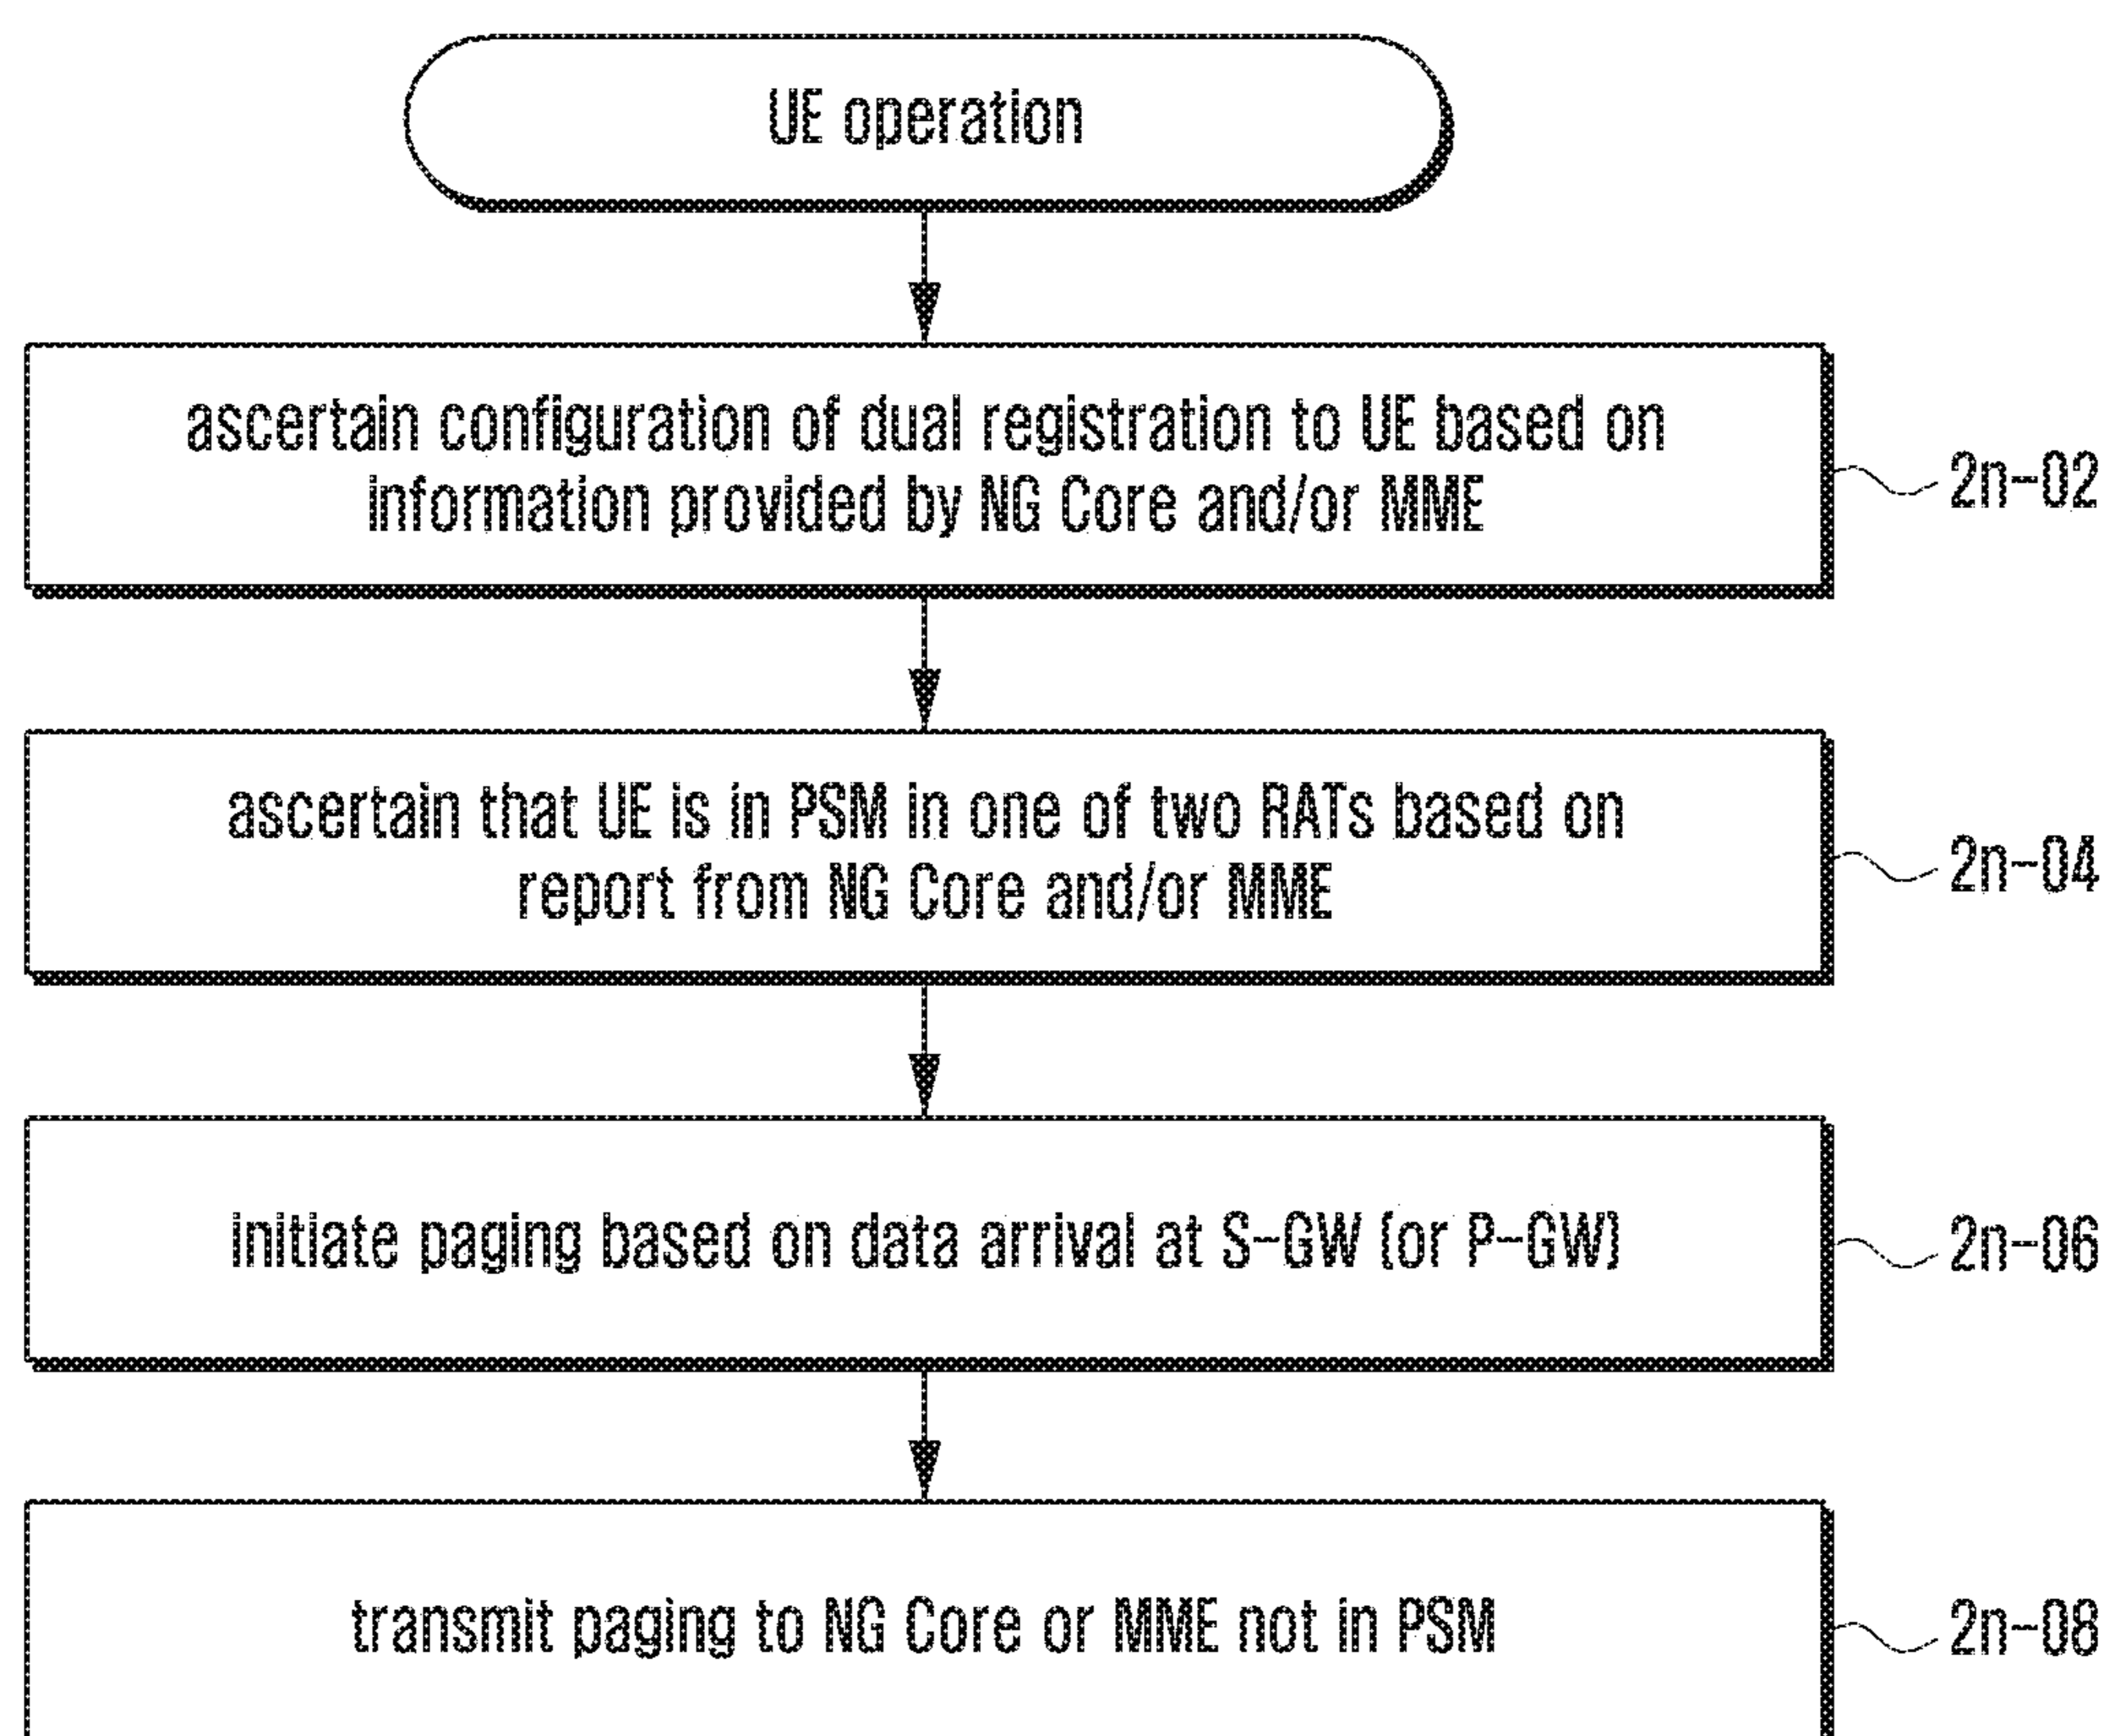 UE operation
ascertain configuration of dual registration to UE based on
information provided by NG Core and/or MME
2n-02
ascertain that UE is in PSM in one of two RATs based on
report from NG Core and/or MME
2n-04
initiate paging based on data arrival at S-GW (or P-GW)
2n-06
transmit paging to NG Core or MME not in PSM
2n-08